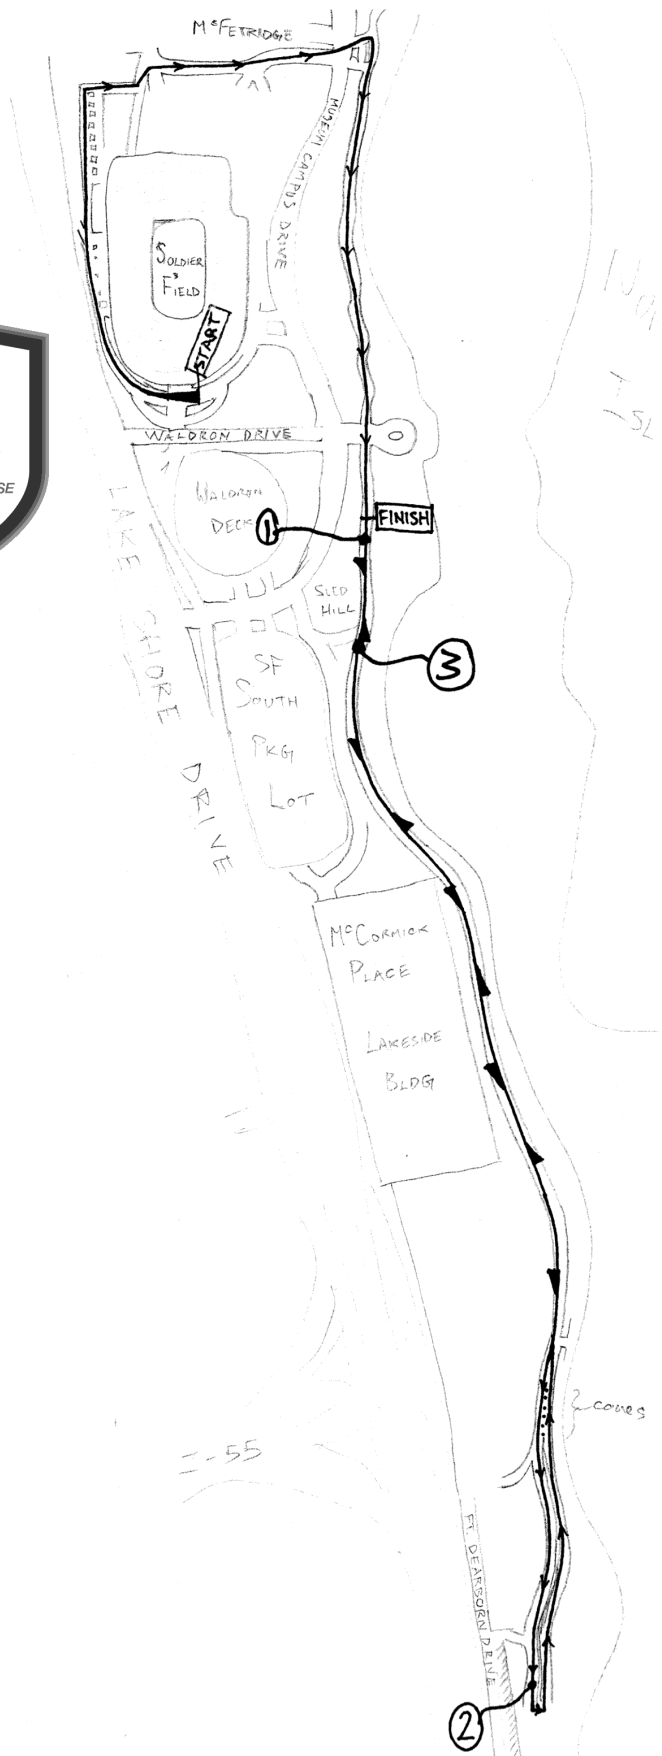 McFETRIDGE
MUSEUM CAMPUS DRIVE
SOLDIER
FIELD
START
WALDRON DRIVE
WALDRON
DECK
1
FINISH
SLED
HILL
3
LAKE SHORE DRIVE
SF
SOUTH
PKG
LOT
McCORMICK
PLACE
LAKESIDE
BLDG
cones
I-55
FT. DEARBORN DRIVE
2
SE